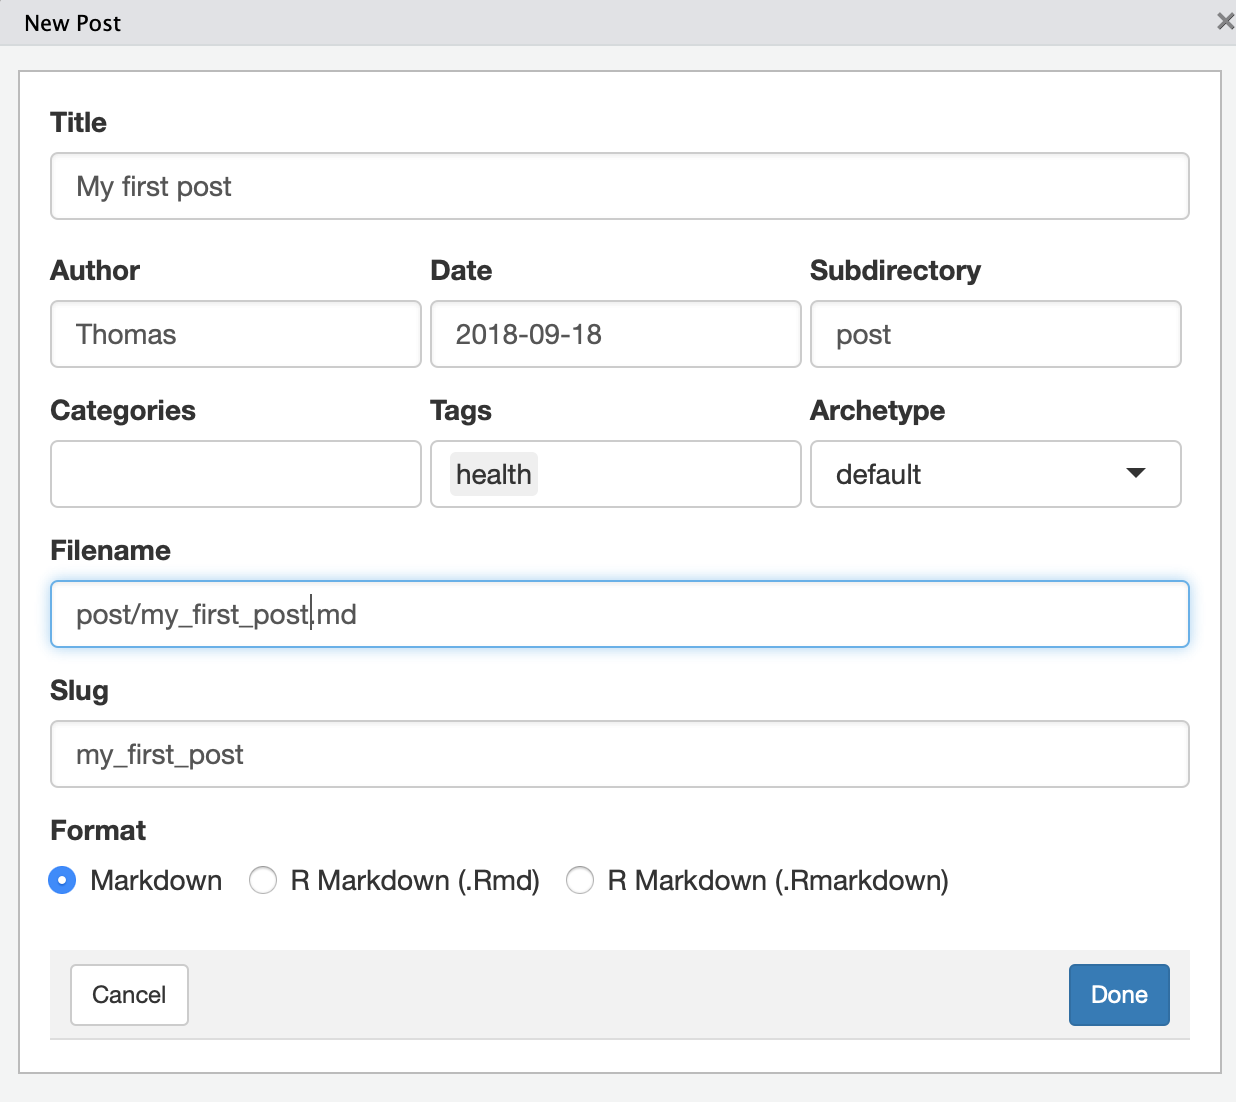 New Post
Title
My first post
Author Date Subdirectory
Thomas 2018-09-18 post
Categories Tags Archetype
health default
Filename
post/my_first_post.md
Slug
my_first_post
Format
Markdown R Markdown (.Rmd) R Markdown (.Rmarkdown)
Cancel Done